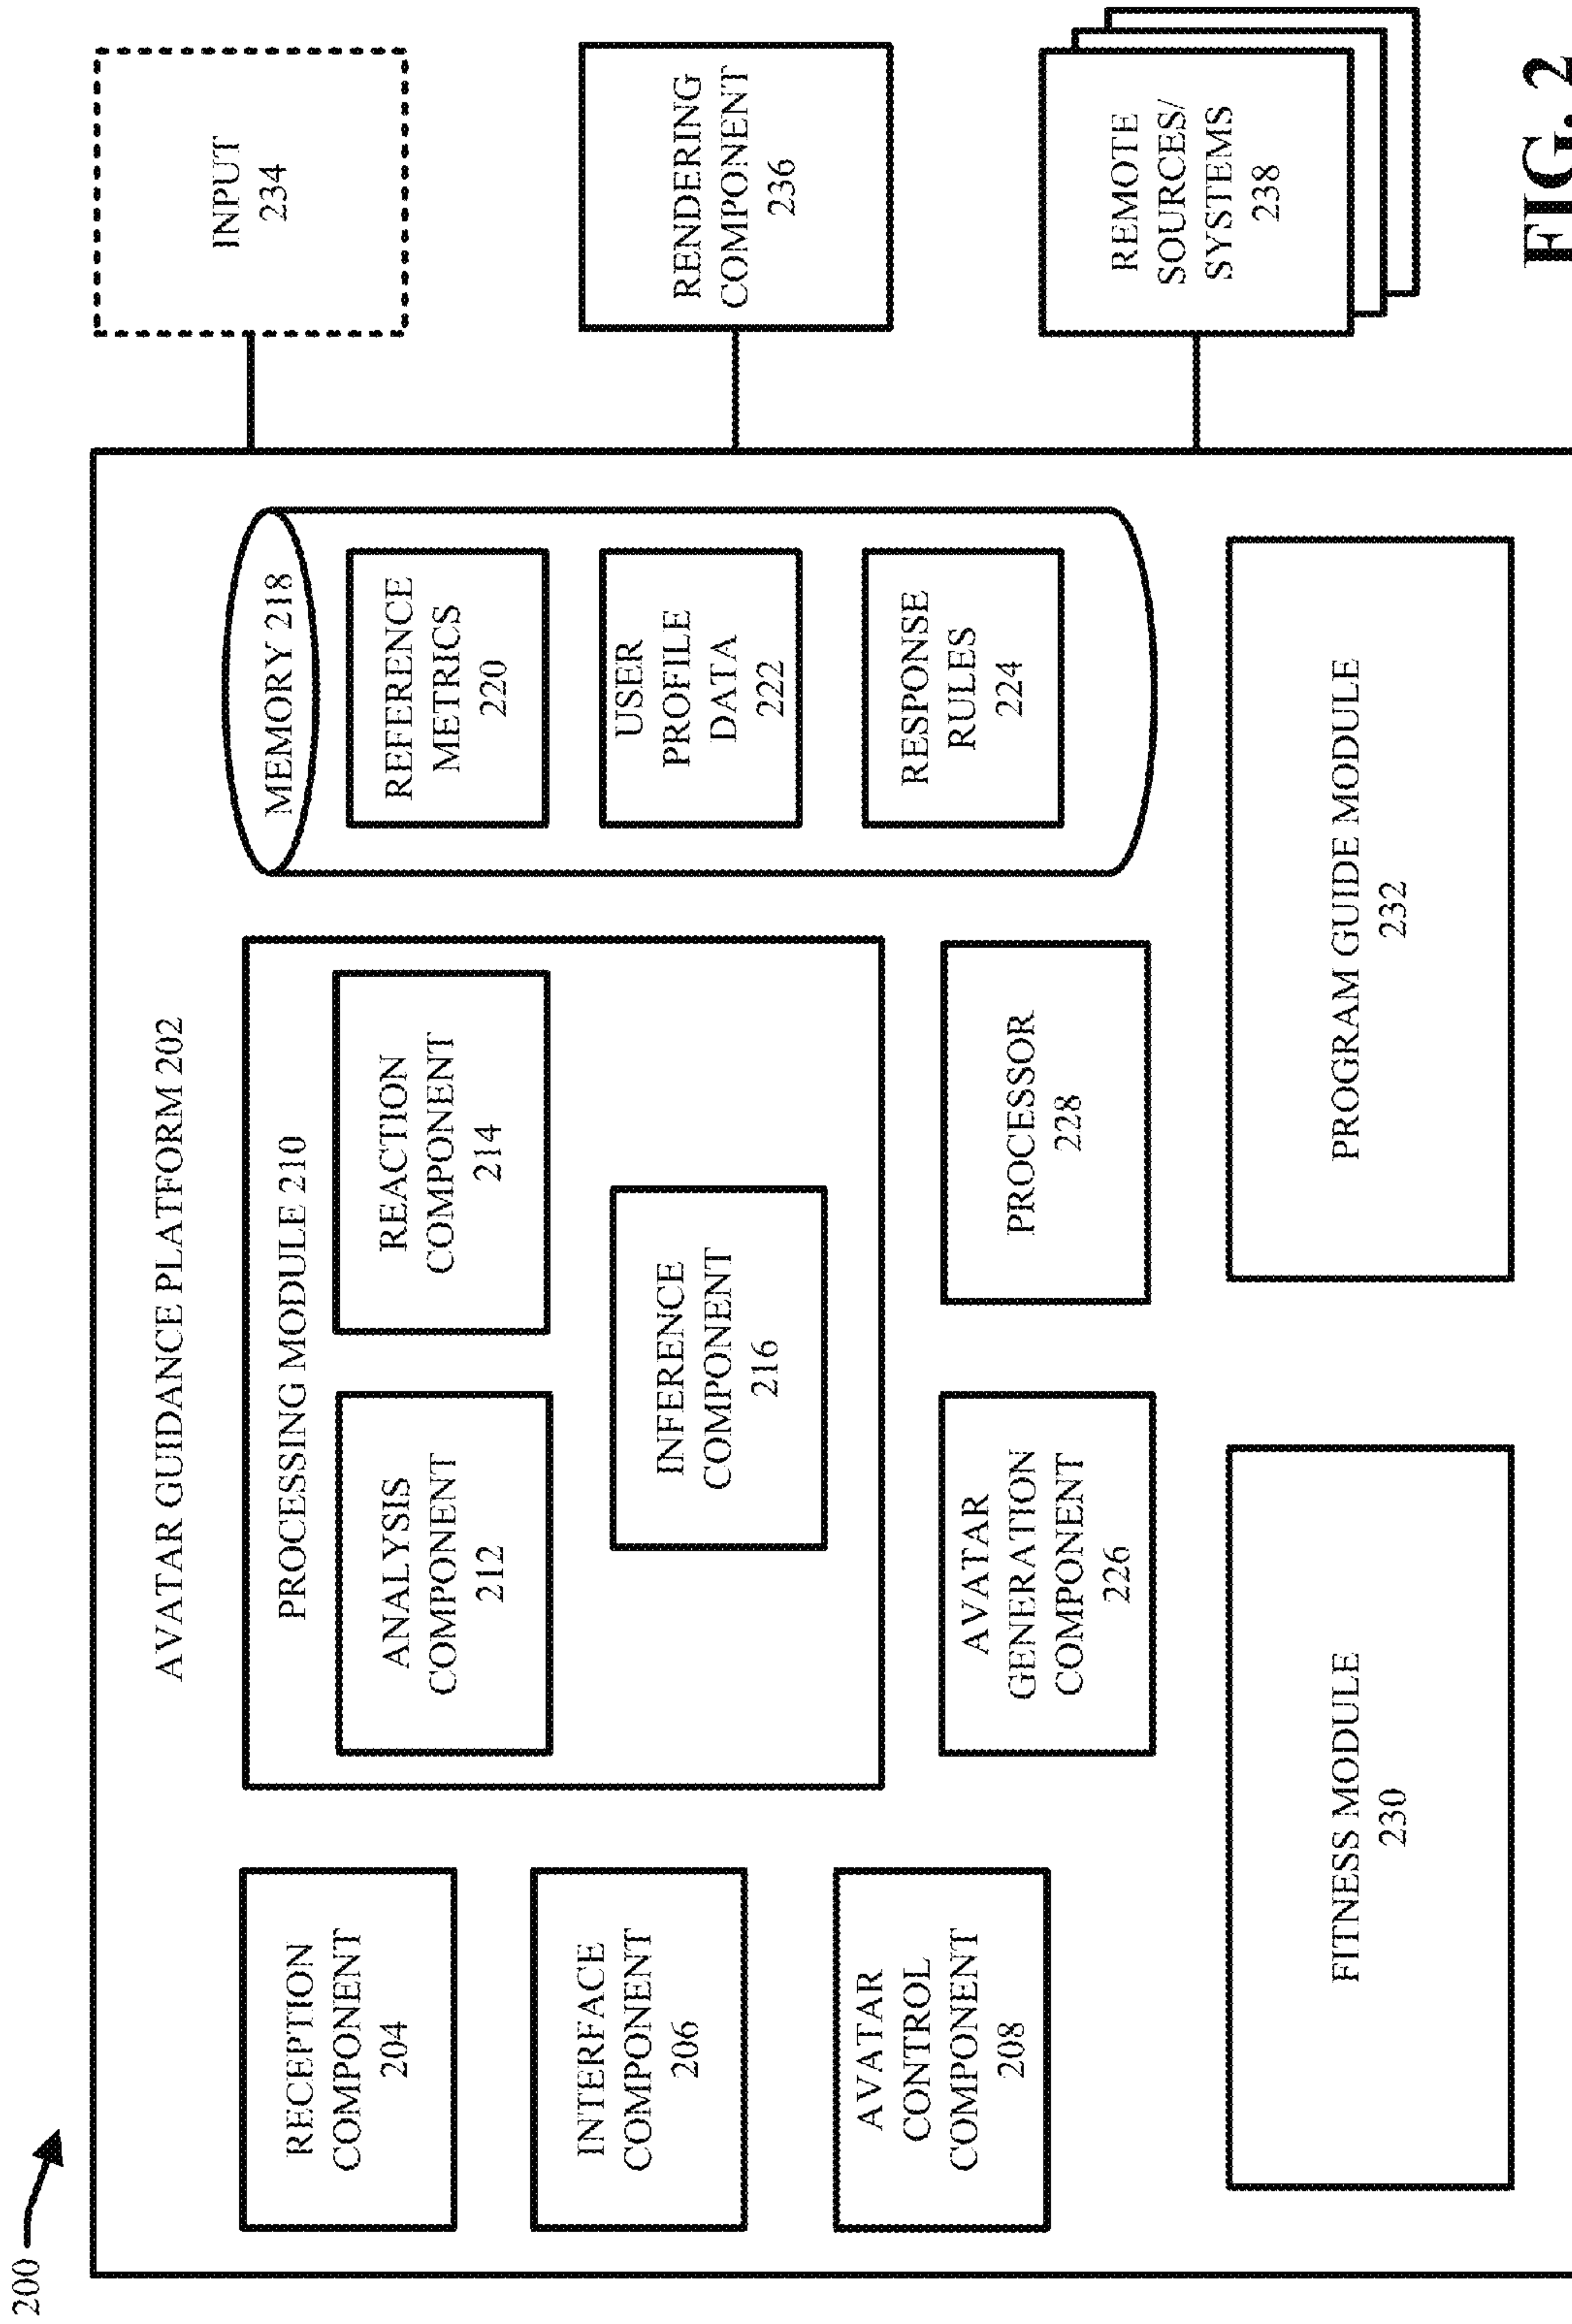 200
AVATAR GUIDANCE PLATFORM 202
RECEPTION
COMPONENT
204
INTERFACE
COMPONENT
206
AVATAR
CONTROL
COMPONENT
208
PROCESSING MODULE 210
ANALYSIS
COMPONENT
212
REACTION
COMPONENT
214
INFERENCE
COMPONENT
216
AVATAR
GENERATION
COMPONENT
226
PROCESSOR
228
MEMORY 218
REFERENCE
METRICS
220
USER
PROFILE
DATA
222
RESPONSE
RULES
224
FITNESS MODULE
230
PROGRAM GUIDE MODULE
232
INPUT
234
RENDERING
COMPONENT
236
REMOTE
SOURCES/
SYSTEMS
238
FIG. 2